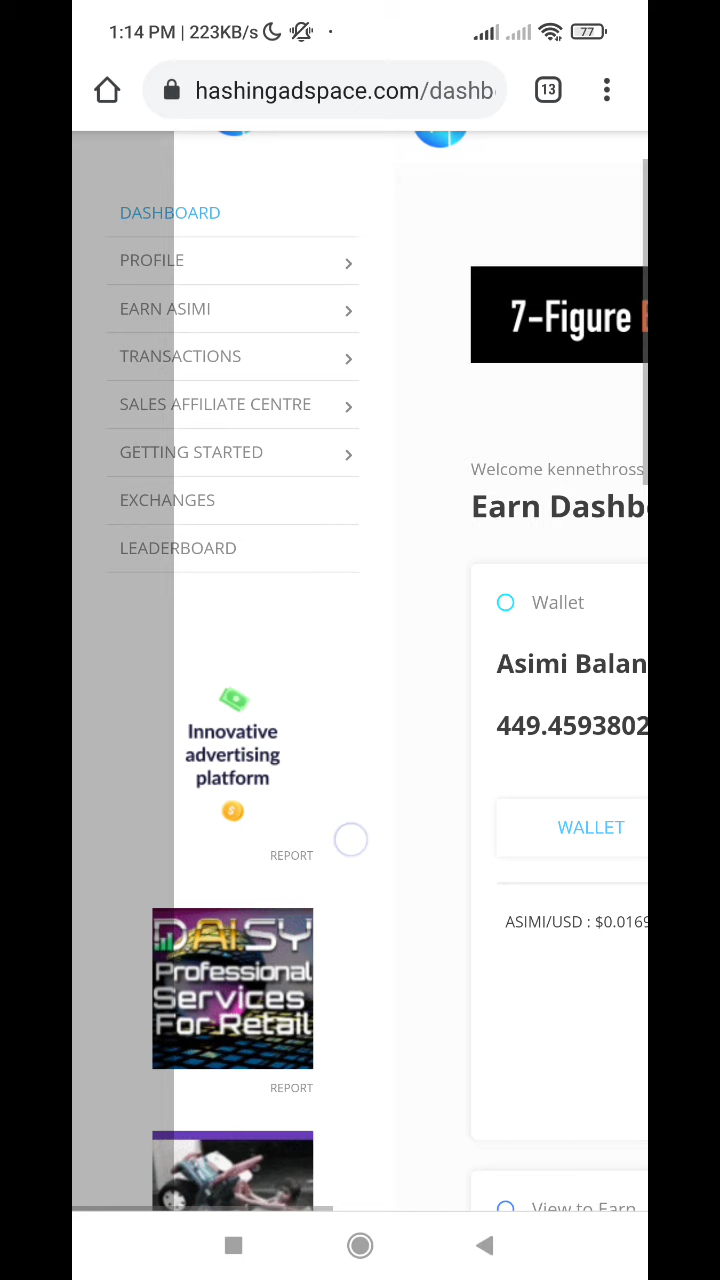 1:14 PM | 223KB/s
77
hashingadspace.com/dashb
13
DASHBOARD
PROFILE
EARN ASIMI
TRANSACTIONS
SALES AFFILIATE CENTRE
GETTING STARTED
EXCHANGES
LEADERBOARD
7-Figure
Welcome kennethross
Earn Dashb
Wallet
Asimi Balan
449.4593802
WALLET
ASIMI/USD : $0.0169
Innovative
advertising
platform
REPORT
DAISY
Professional
Services
For Retail
REPORT
View to Earn